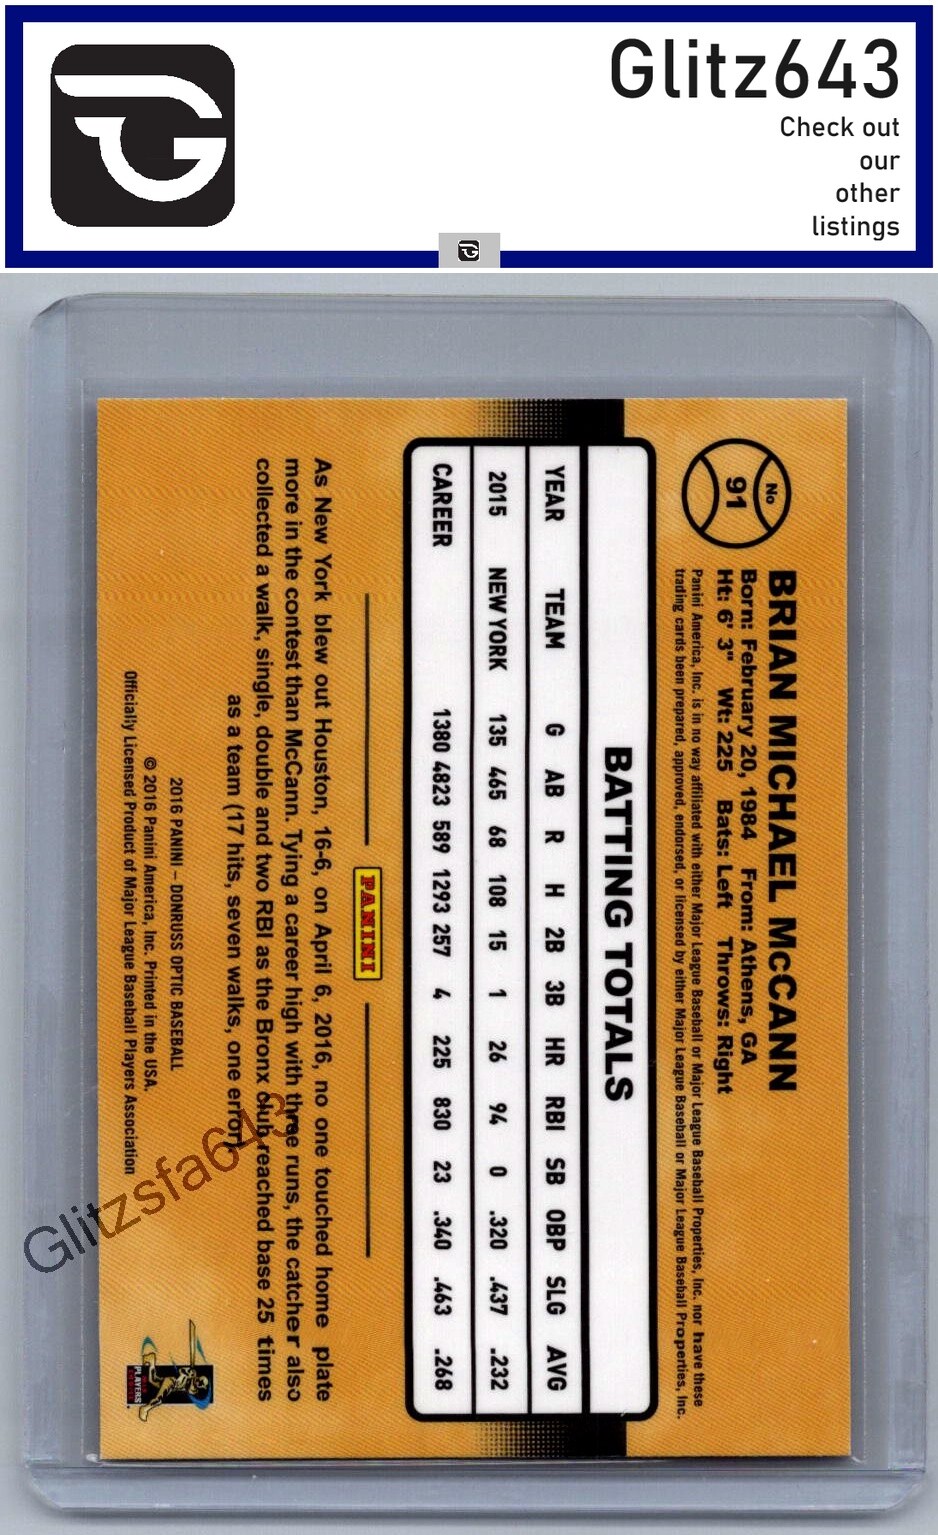 Glitz643
Check out
our
other
listings
No
91
BRIAN MICHAEL McCANN
Born: February 20, 1984 From: Athens, GA
Ht: 6' 3" Wt: 225 Bats: Left Throws: Right
Panini America, Inc. is in no way affiliated with either Major League Baseball or Major League Baseball Properties, Inc. nor have these
trading cards been prepared, approved, endorsed, or licensed by either Major League Baseball or Major League Baseball Properties, Inc.
BATTING TOTALS
YEAR TEAM G AB R H 2B 3B HR RBI SB OBP SLG AVG
2015 NEW YORK 135 465 68 108 15 1 26 94 0 .320 .437 .232
CAREER 1380 4823 589 1293 257 4 225 830 23 .340 .463 .268
PANINI
As New York blew out Houston, 16-6, on April 6, 2016, no one touched home plate
more in the contest than McCann. Tying a career high with three runs, the catcher also
collected a walk, single, double and two RBI as the Bronx club reached base 25 times
as a team (17 hits, seven walks, one error).
2016 PANINI – DONRUSS OPTIC BASEBALL
© 2016 Panini America, Inc. Printed in the USA.
Officially Licensed Product of Major League Baseball Players Association
PLAYERS
Glitzsfa643